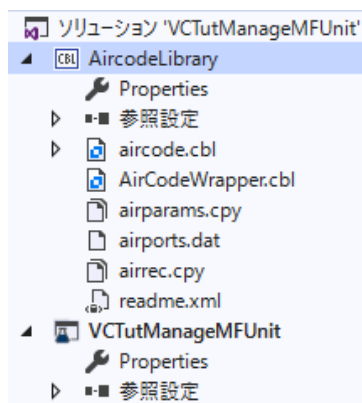 ソリューション 'VCTutManageMFUnit'
CBL AircodeLibrary
Properties
参照設定
aircode.cbl
AirCodeWrapper.cbl
airparams.cpy
airports.dat
airrec.cpy
readme.xml
VCTutManageMFUnit
Properties
参照設定